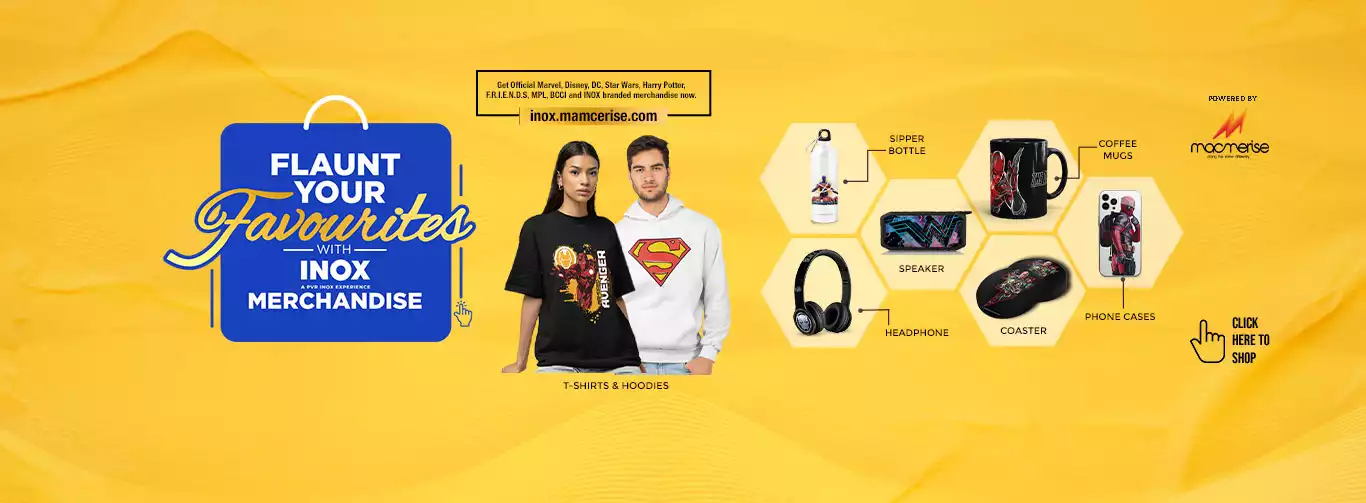 FLAUNT
YOUR
Favourites
WITH
INOX
A PVR INOX EXPERIENCE
MERCHANDISE
Get Official Marvel, Disney, DC, Star Wars, Harry Potter,
F.R.I.E.N.D.S, MPL, BCCI and INOX branded merchandise now.
inox.mamcerise.com
AVENGER
T-SHIRTS & HOODIES
SIPPER
BOTTLE
COFFEE
MUGS
SPEAKER
HEADPHONE
COASTER
PHONE CASES
POWERED BY
macmerise
CLICK
HERE TO
SHOP